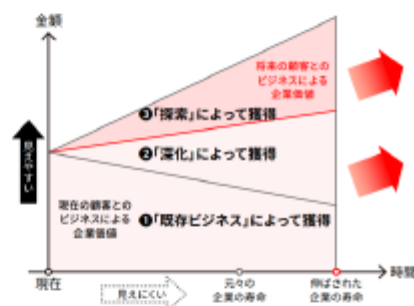 金額
将来の顧客との
ビジネスによる
企業価値
❸「探索」によって獲得
見えやすい
❷「深化」によって獲得
現在の顧客との
ビジネスによる
企業価値
❶「既存ビジネス」によって獲得
時間
現在
見えにくい
元々の
企業の寿命
伸ばされた
企業の寿命